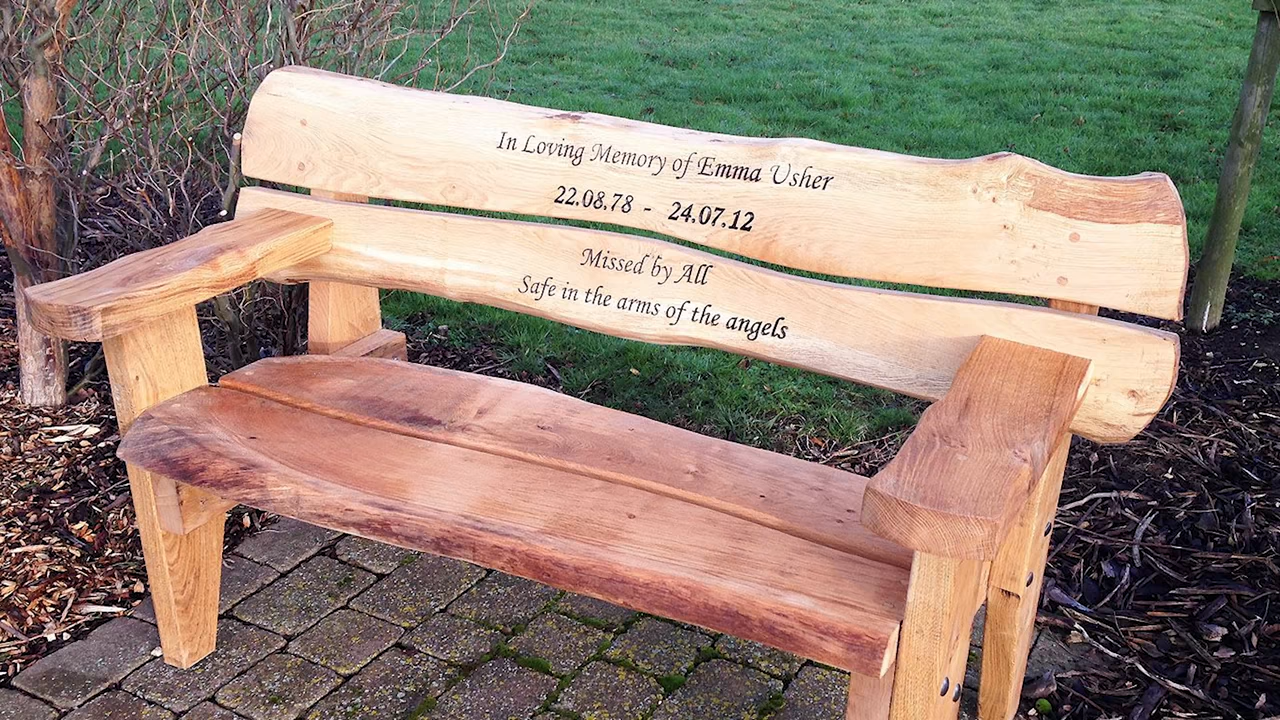 In Loving Memory of Emma Usher
22.08.78 - 24.07.12
Missed by All
Safe in the arms of the angels